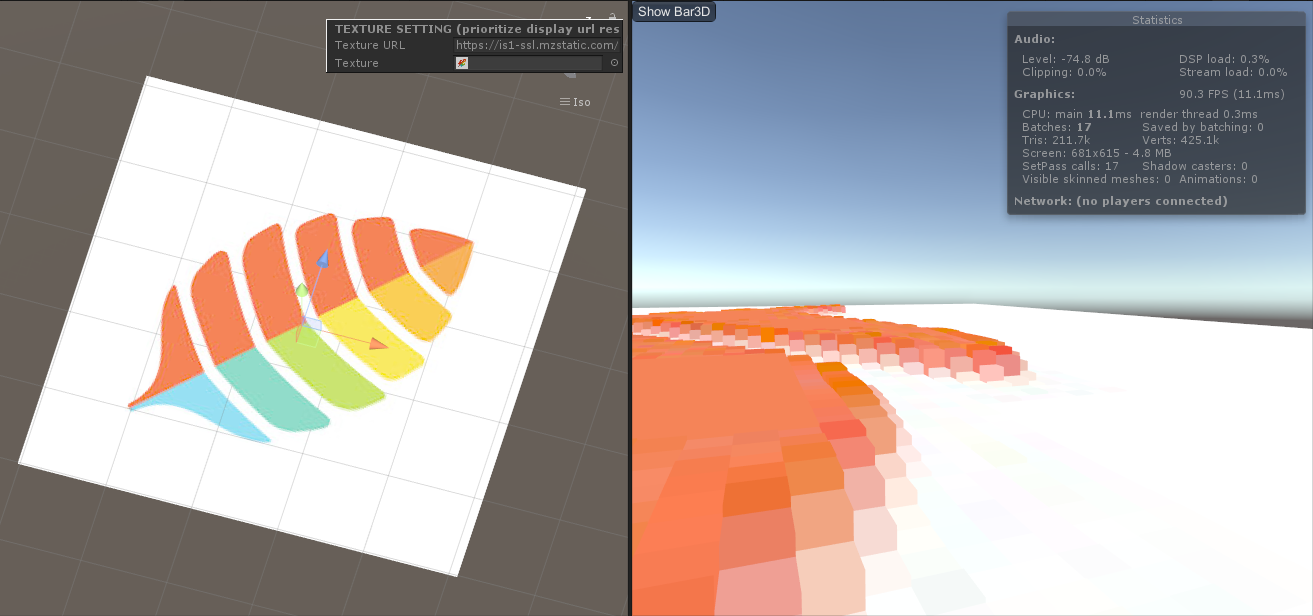 TEXTURE SETTING (prioritize display url res
Texture URL https://is1-ssl.mzstatic.com/
Texture
Iso
Show Bar3D
Statistics
Audio:
Level: -74.8 dB DSP load: 0.3%
Clipping: 0.0% Stream load: 0.0%
Graphics: 90.3 FPS (11.1ms)
CPU: main 11.1ms render thread 0.3ms
Batches: 17 Saved by batching: 0
Tris: 211.7k Verts: 425.1k
Screen: 681x615 - 4.8 MB
SetPass calls: 17 Shadow casters: 0
Visible skinned meshes: 0 Animations: 0
Network: (no players connected)